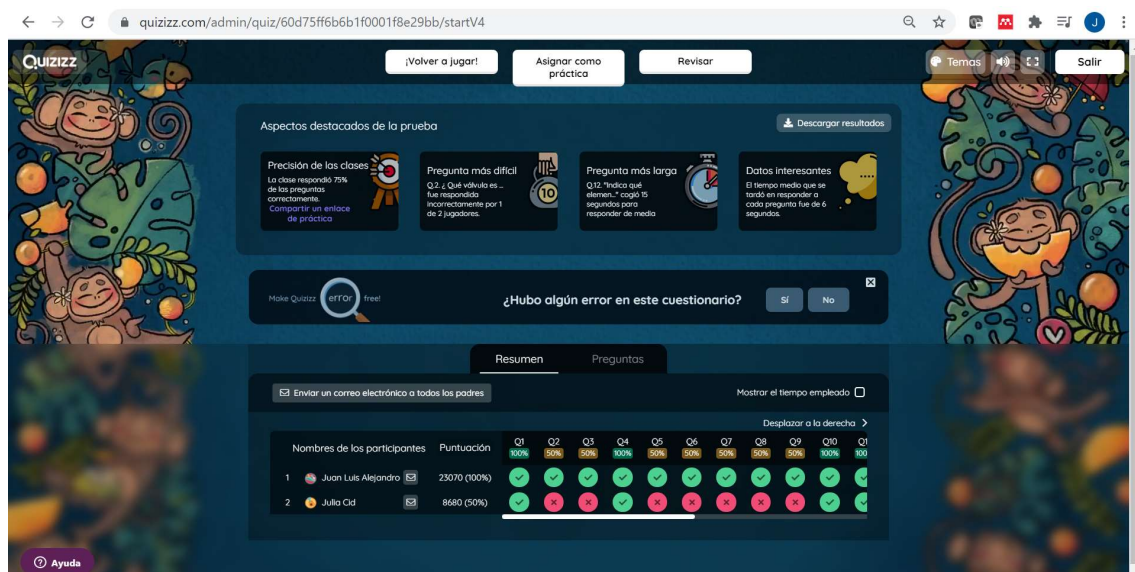 quizizz.com/admin/quiz/60d75ff6b6b1f0001f8e29bb/startV4
J
QUIZIZZ
¡Volver a jugar!
Asignar como
práctica
Revisar
Temas
Salir
Aspectos destacados de la prueba
Descargar resultados
Precisión de las clases
La clase respondió 75%
de las preguntas
correctamente.
Compartir un enlace
de práctica
Pregunta más difícil
Q.2. ¿ Qué válvula es ...
fue respondida
Incorrectamente por 1
de 2 jugadores.
10
Pregunta más larga
Q.12. "Indica qué
elemen..." cogió 15
segundos para
responder de media
Datos interesantes
El tiempo medio que se
tardó en responder a
cada pregunta fue de 6
segundos.
Make Quizizz error free!
¿Hubo algún error en este cuestionario?
Sí
No
Resumen
Preguntas
Enviar un correo electrónico a todos los padres
Mostrar el tiempo empleado
Desplazar a la derecha >
Nombres de los participantes Puntuación Q1 Q2 Q3 Q4 Q5 Q6 Q7 Q8 Q9 Q10 Q1
100% 50% 50% 100% 50% 50% 50% 50% 50% 100% 100
1 Juan Luis Alejandro 23070 (100%)
2 Julia Cid 8680 (50%)
Ayuda